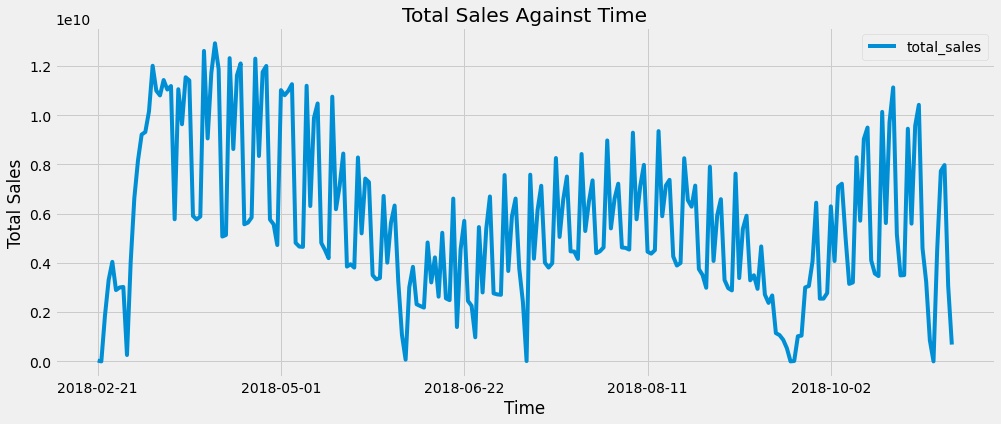 Total Sales Against Time
1e10
total_sales
1.2
1.0
0.8
0.6
0.4
0.2
0.0
Total Sales
2018-02-21 2018-05-01 2018-06-22 2018-08-11 2018-10-02
Time